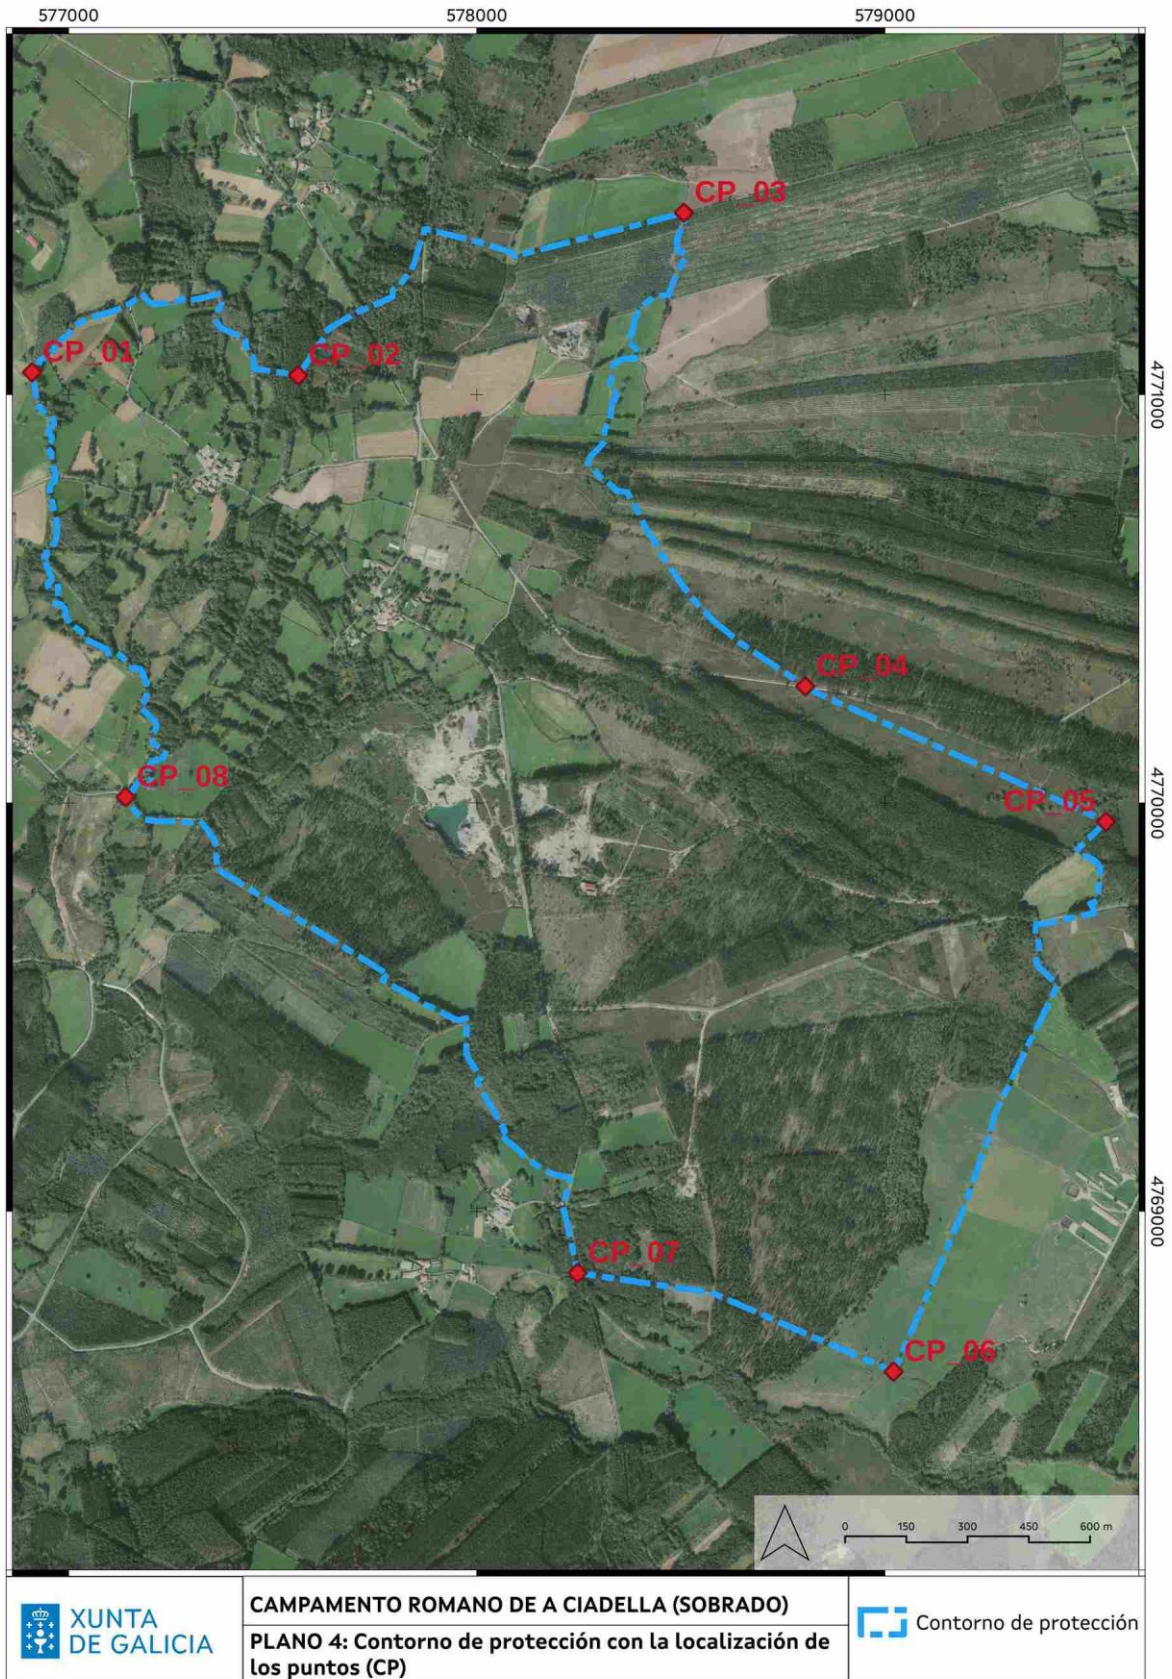 577000 578000 579000
CP_03
CP_01
CP_02
4771000
CP_04
CP_08
CP_05
4770000
4769000
CP_07
CP_06
0 150 300 450 600 m
XUNTA
DE GALICIA
CAMPAMENTO ROMANO DE A CIADELLA (SOBRADO)
PLANO 4: Contorno de protección con la localización de
los puntos (CP)
Contorno de protección